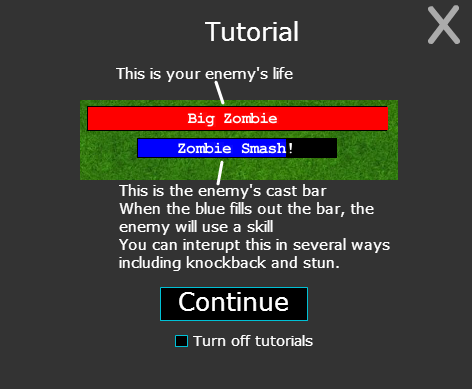 Tutorial
X
This is your enemy's life
Big Zombie
Zombie Smash!
This is the enemy's cast bar
When the blue fills out the bar, the
enemy will use a skill
You can interupt this in several ways
including knockback and stun.
Continue
Turn off tutorials